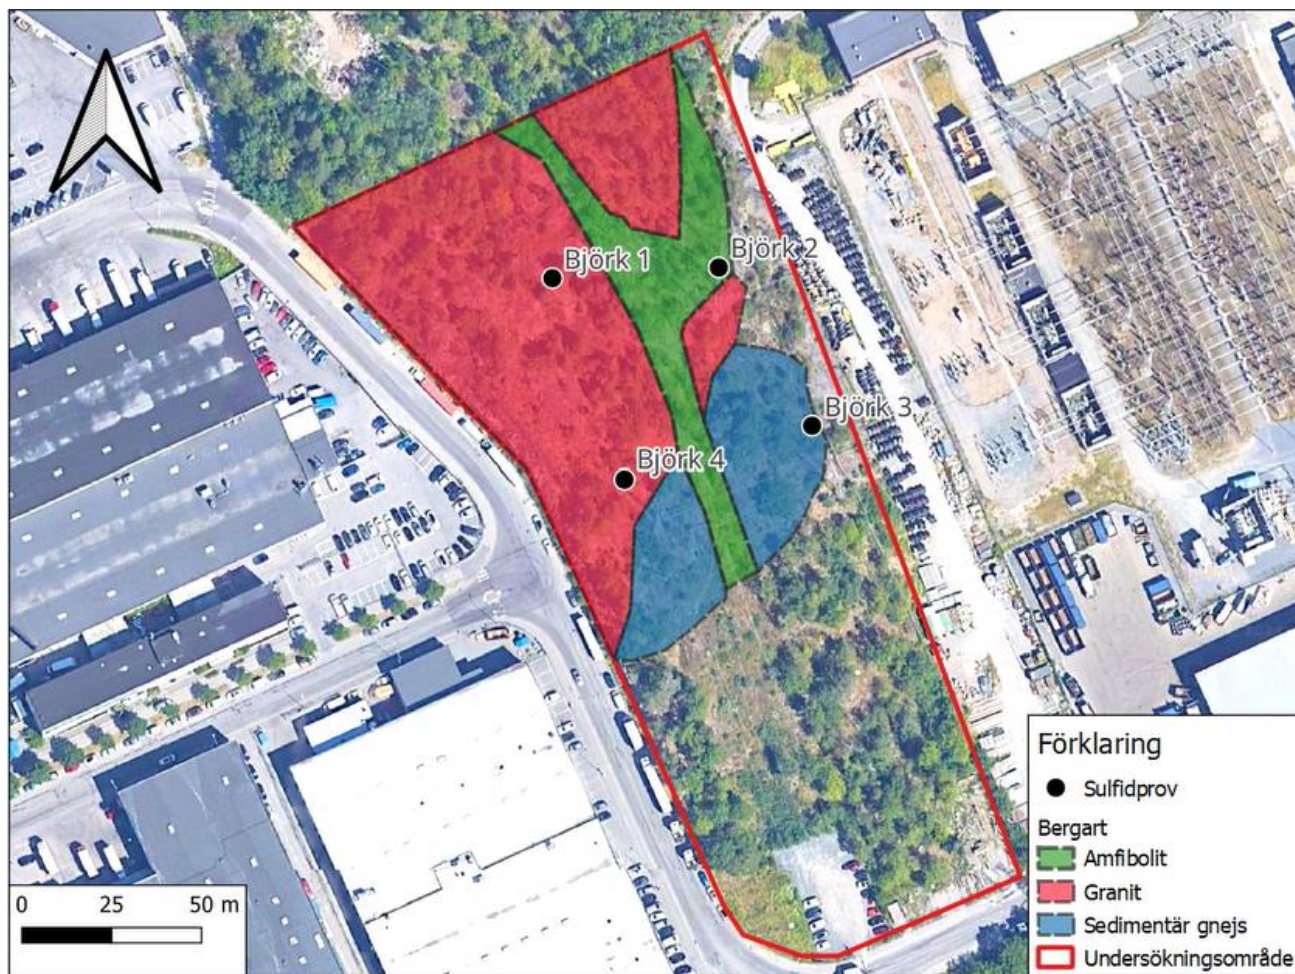 Björk 1
Björk 2
Björk 3
Björk 4
0 25 50 m
Förklaring
Sulfidprov
Bergart
Amfibolit
Granit
Sedimentär gnejs
Undersökningsområde